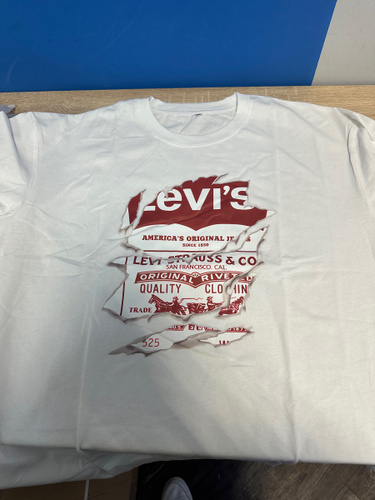 Levi's
AMERICA'S ORIGINAL
SINCE 1850
LEVI STRAUSS & CO
SAN FRANCISCO. CAL.
ORIGINAL
QUALITY
TRADE
525